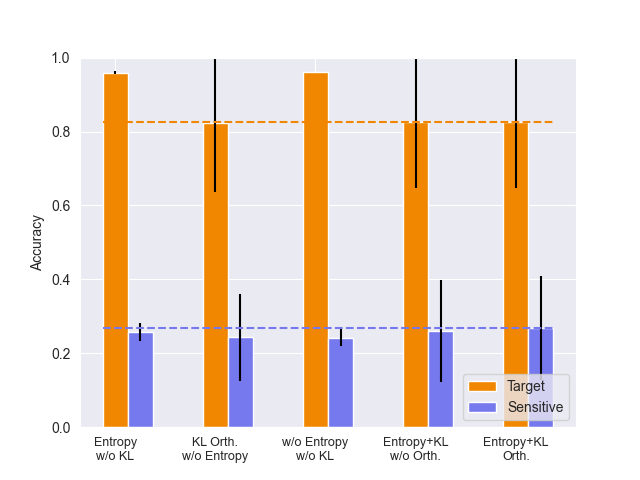 1.0
0.8
0.6
0.4
0.2
0.0
Accuracy
Target
Sensitive
Entropy
w/o KL
KL Orth.
w/o Entropy
w/o Entropy
w/o KL
Entropy+KL
w/o Orth.
Entropy+KL
Orth.